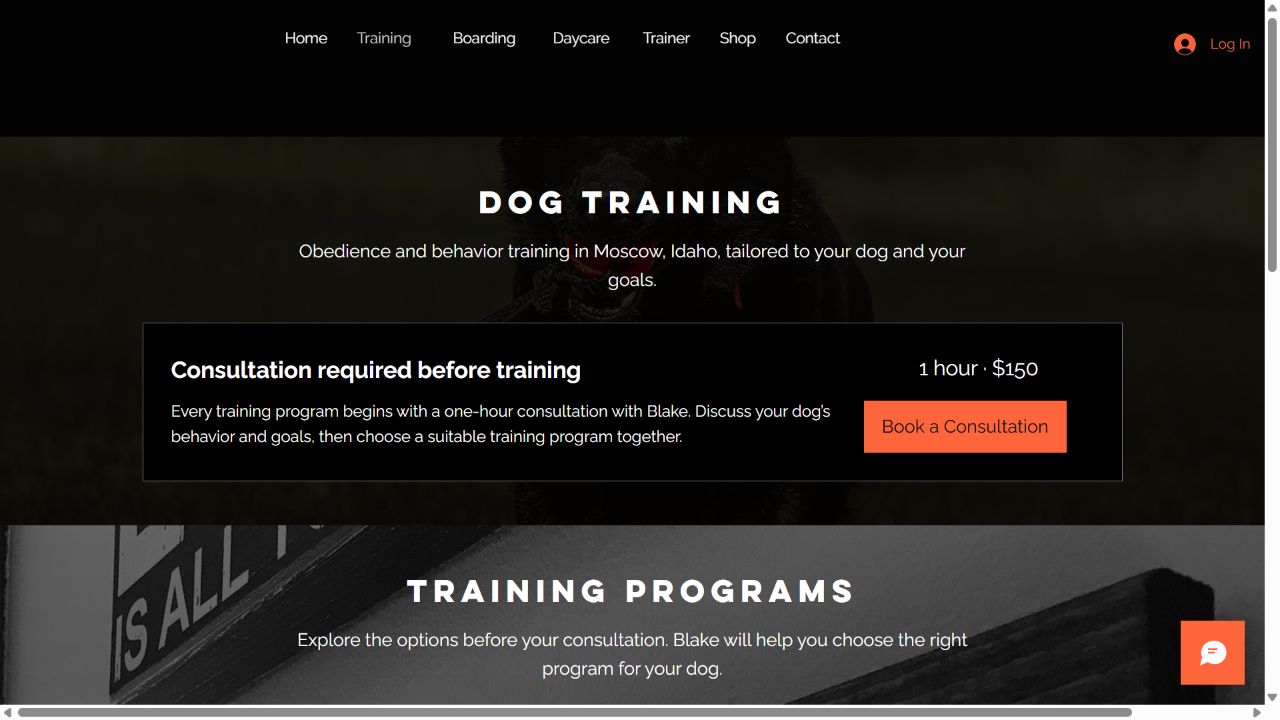 Home Training Boarding Daycare Trainer Shop Contact
Log In
DOG TRAINING
Obedience and behavior training in Moscow, Idaho, tailored to your dog and your
goals.
Consultation required before training
1 hour · $150
Every training program begins with a one-hour consultation with Blake. Discuss your dog's
behavior and goals, then choose a suitable training program together.
Book a Consultation
IS ALL
TRAINING PROGRAMS
Explore the options before your consultation. Blake will help you choose the right
program for your dog.